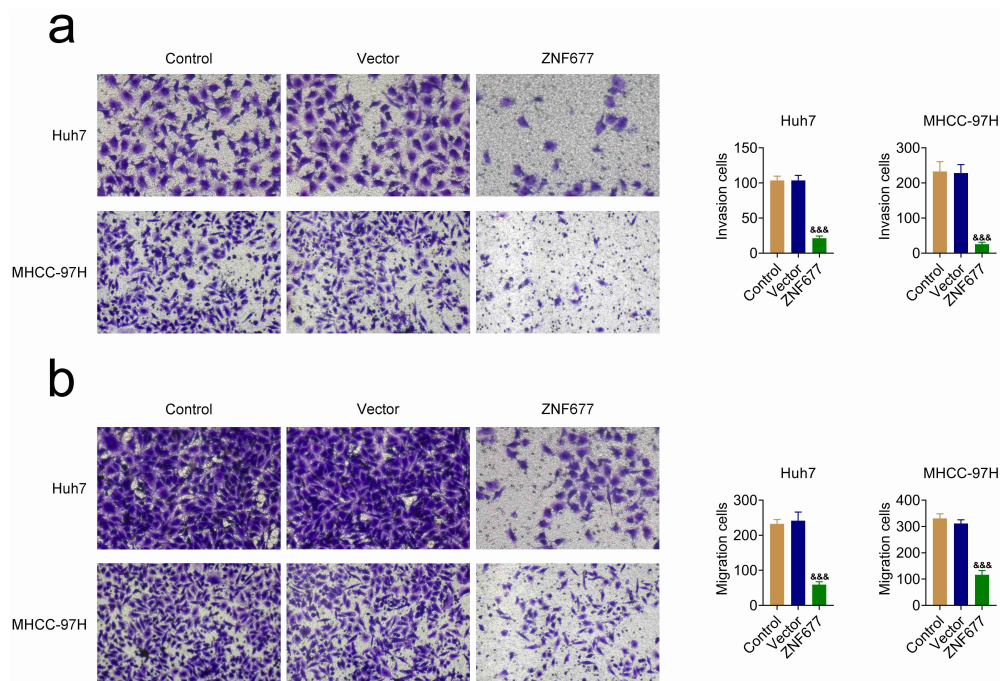 a
Control Vector ZNF677
Huh7
MHCC-97H
Huh7
Invasion cells
150
100
50
0
&&&
Control Vector ZNF677
MHCC-97H
Invasion cells
300
200
100
0
&&&
Control Vector ZNF677
b
Control Vector ZNF677
Huh7
MHCC-97H
Huh7
Migration cells
300
200
100
0
&&&
Control Vector ZNF677
MHCC-97H
Migration cells
400
300
200
100
0
&&&
Control Vector ZNF677